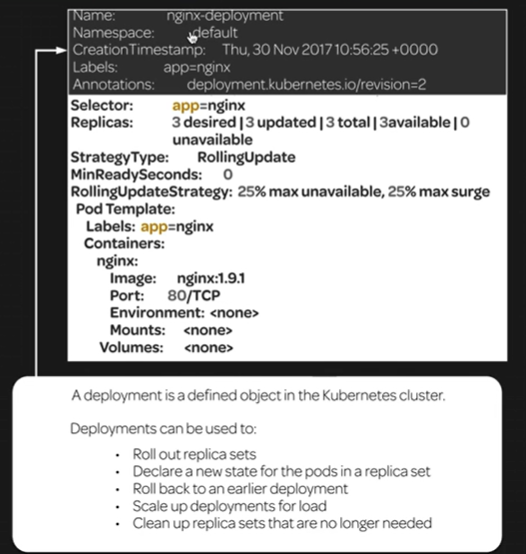 Name: nginx-deployment
Namespace: default
CreationTimestamp: Thu, 30 Nov 2017 10:56:25 +0000
Labels: app=nginx
Annotations: deployment.kubernetes.io/revision=2
Selector: app=nginx
Replicas: 3 desired | 3 updated | 3 total | 3available | 0
unavailable
StrategyType: RollingUpdate
MinReadySeconds: 0
RollingUpdateStrategy: 25% max unavailable, 25% max surge
Pod Template:
Labels: app=nginx
Containers:
nginx:
Image: nginx:1.9.1
Port: 80/TCP
Environment: <none>
Mounts: <none>
Volumes: <none>
A deployment is a defined object in the Kubernetes cluster.
Deployments can be used to:
• Roll out replica sets
• Declare a new state for the pods in a replica set
• Roll back to an earlier deployment
• Scale up deployments for load
• Clean up replica sets that are no longer needed